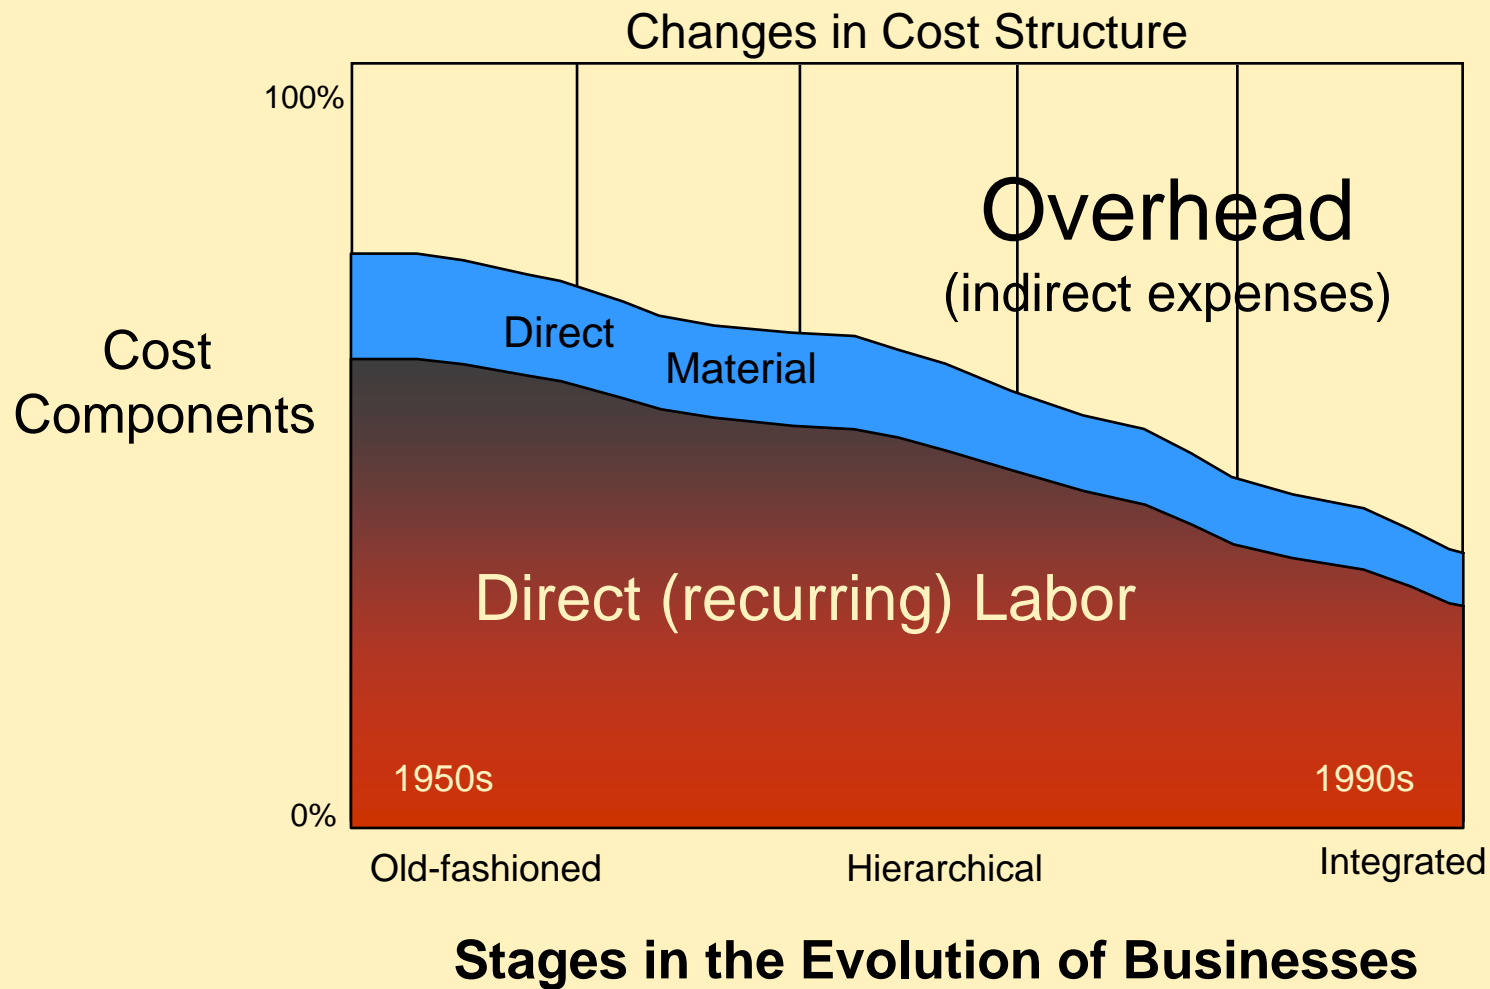 Changes in Cost Structure
100%
Overhead
(indirect expenses)
Direct
Material
Cost
Components
Direct (recurring) Labor
1950s
1990s
0%
Old-fashioned
Hierarchical
Integrated
Stages in the Evolution of Businesses